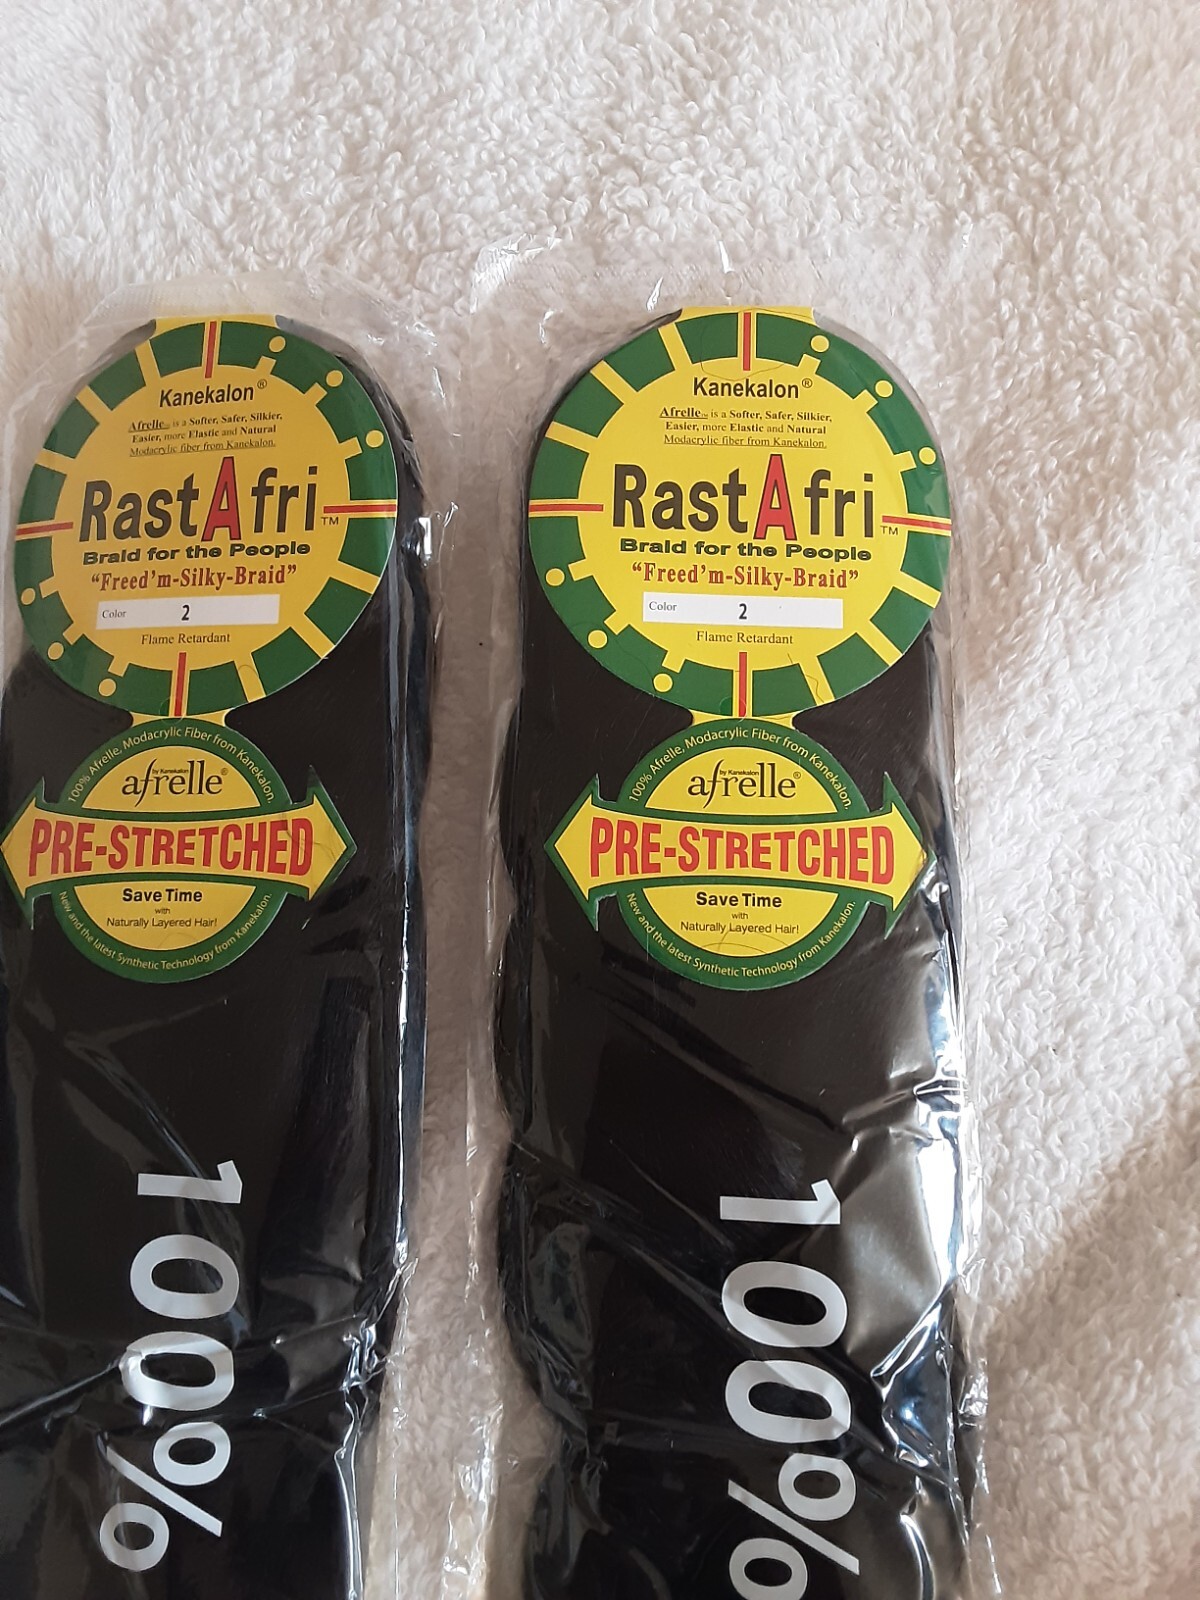 Kanekalon®
Afrelle™ is a Softer, Safer, Silkier,
Easier, more Elastic and Natural
Modacrylic fiber from Kanekalon.
RastAfri™
Braid for the People
"Freed'm-Silky-Braid"
Color 2
Flame Retardant
100% Afrelle, Modacrylic Fiber from Kanekalon.
by Kanekalon
afrelle®
PRE-STRETCHED
Save Time
with
Naturally Layered Hair!
New and the latest Synthetic Technology from Kanekalon.
100%
Kanekalon®
Afrelle™ is a Softer, Safer, Silkier,
Easier, more Elastic and Natural
Modacrylic fiber from Kanekalon.
RastAfri™
Braid for the People
"Freed'm-Silky-Braid"
Color 2
Flame Retardant
100% Afrelle, Modacrylic Fiber from Kanekalon.
by Kanekalon
afrelle®
PRE-STRETCHED
Save Time
with
Naturally Layered Hair!
New and the latest Synthetic Technology from Kanekalon.
100%